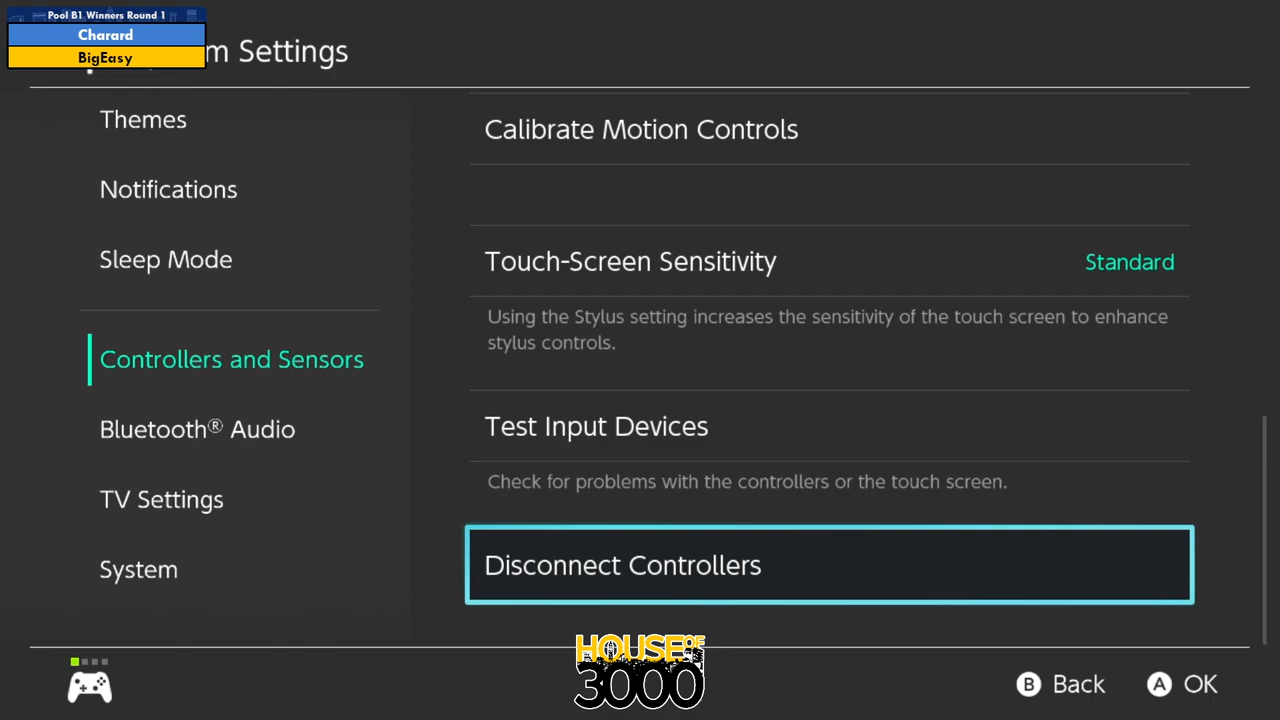 Pool B1 Winners Round 1
Charard
BigEasy
m Settings
Themes
Notifications
Sleep Mode
Controllers and Sensors
Bluetooth® Audio
TV Settings
System
Calibrate Motion Controls
Touch-Screen Sensitivity Standard
Using the Stylus setting increases the sensitivity of the touch screen to enhance
stylus controls.
Test Input Devices
Check for problems with the controllers or the touch screen.
Disconnect Controllers
HOUSE OF
3000
B Back A OK